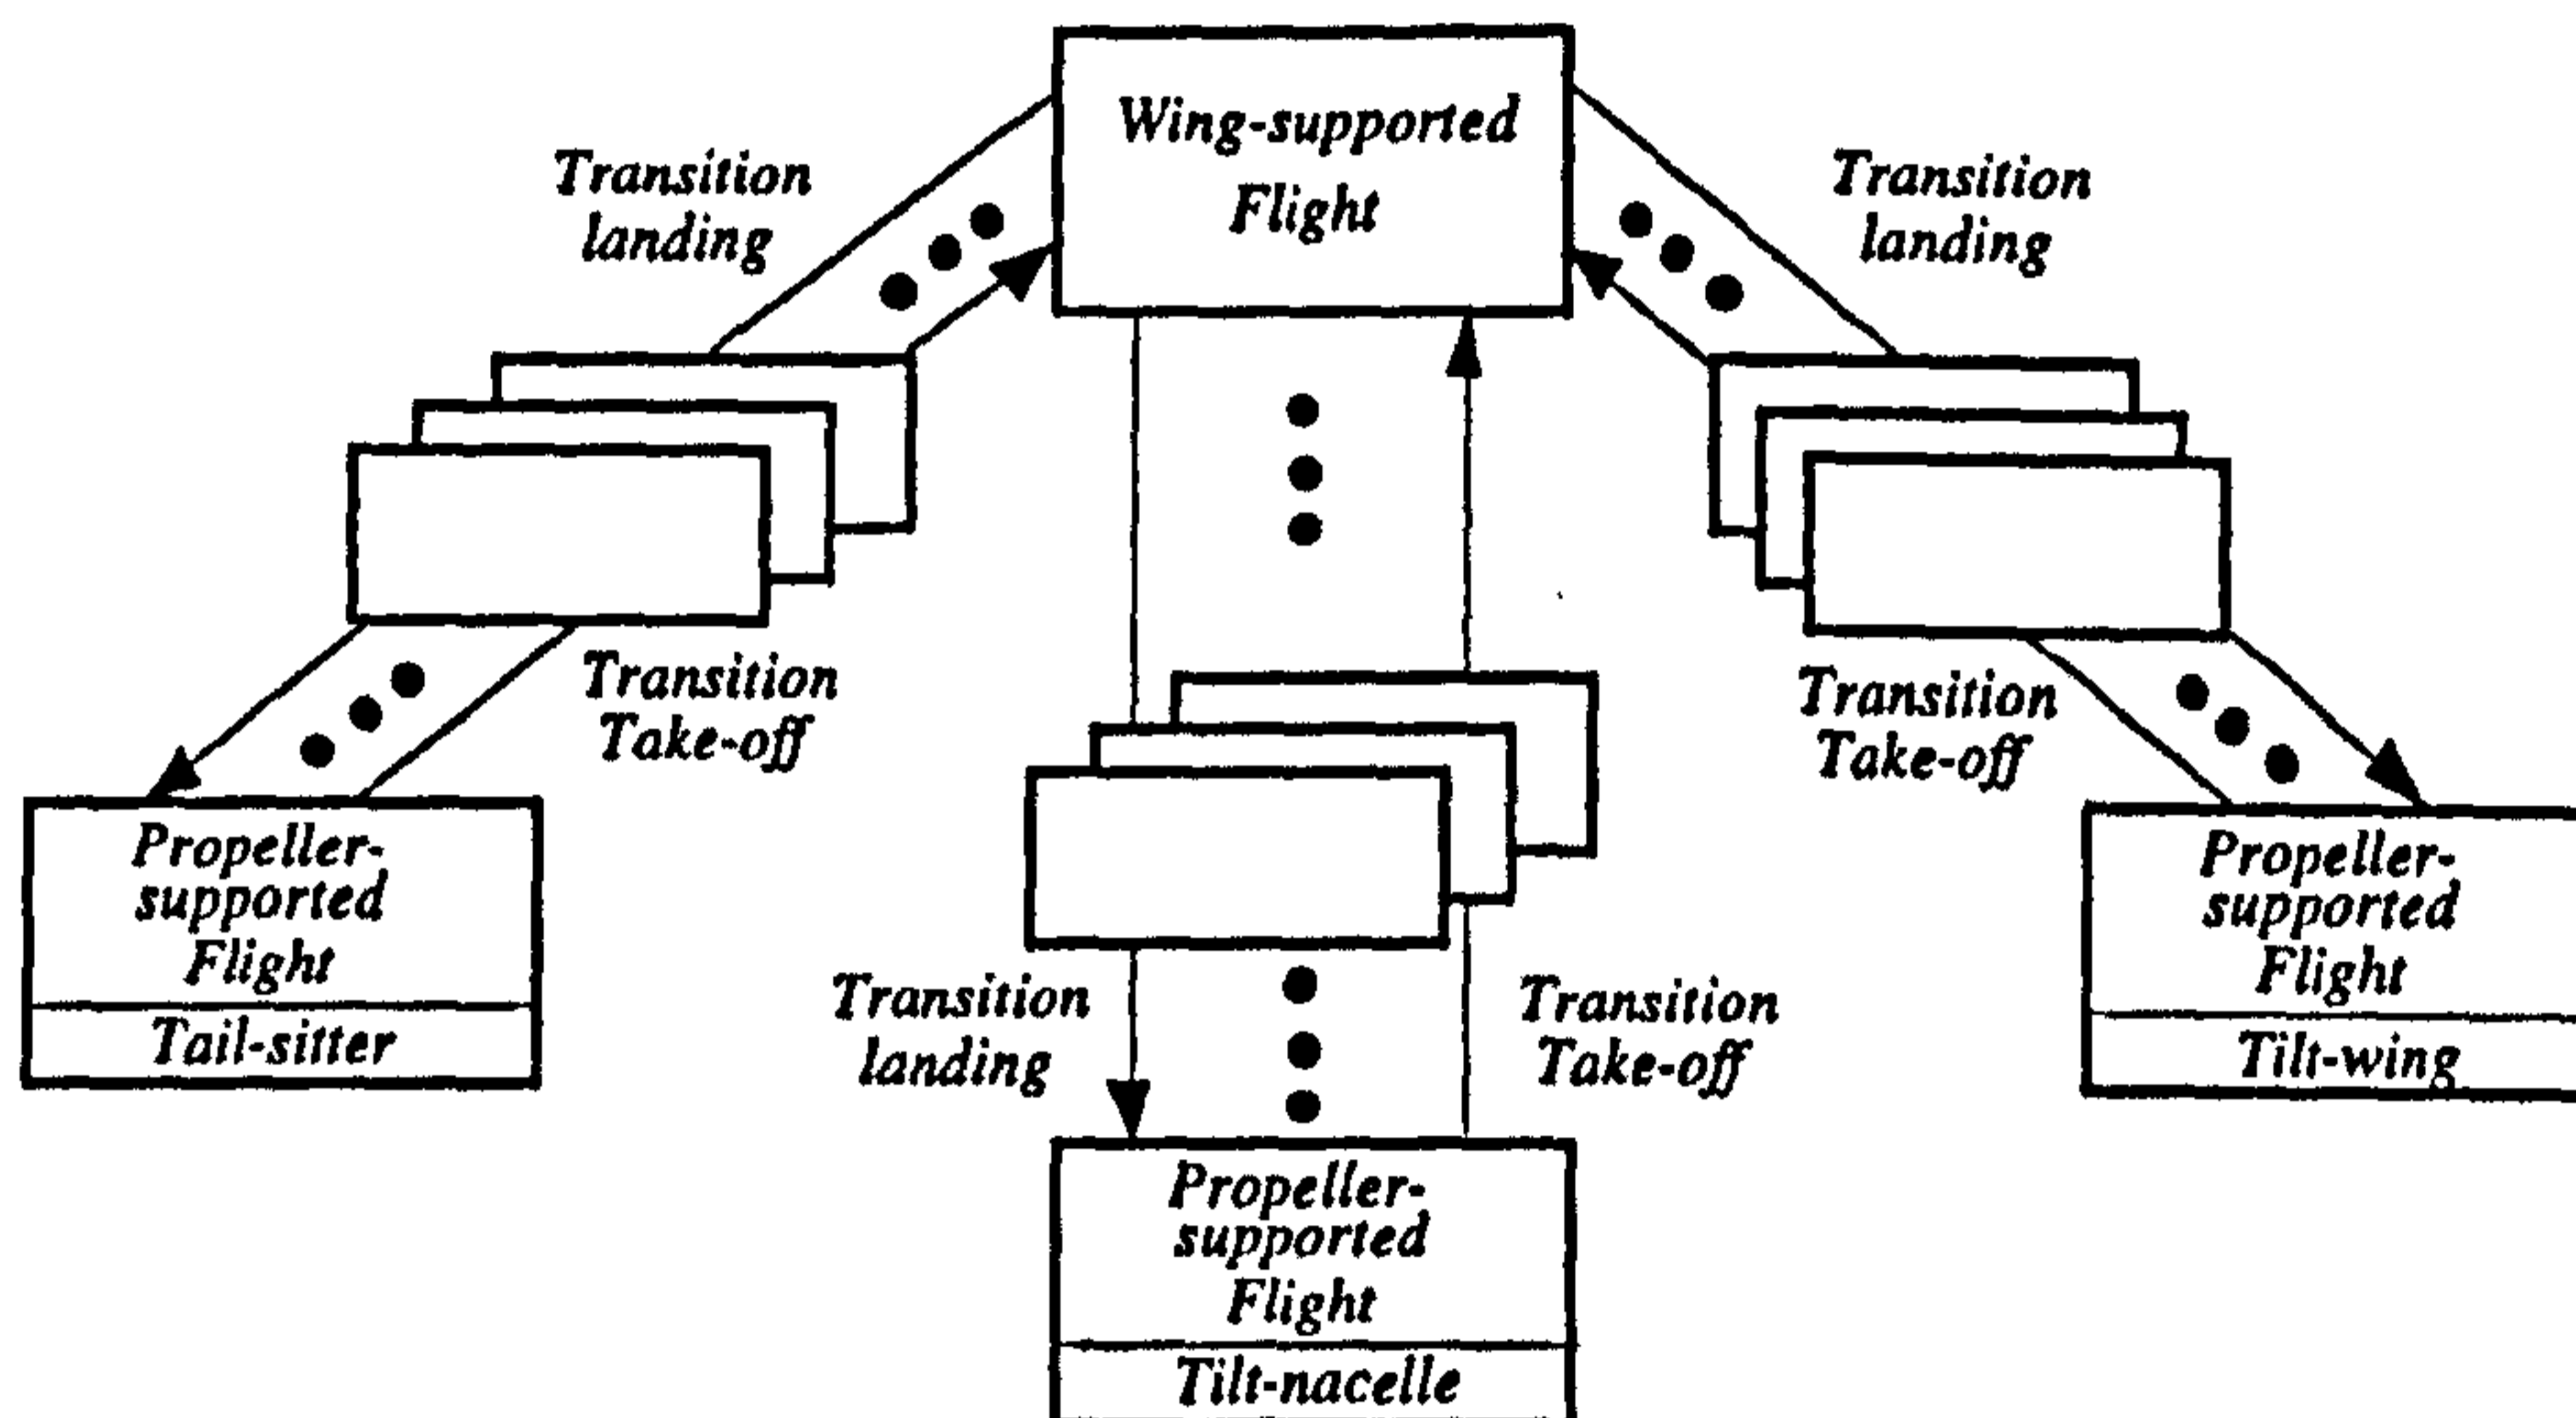 Wing-supported
Flight
Transition
landing
Transition
landing
Transition
Take-off
Transition
Take-off
Propeller-
supported
Flight
Tail-sitter
Transition
landing
Transition
Take-off
Propeller-
supported
Flight
Tilt-wing
Propeller-
supported
Flight
Tilt-nacelle